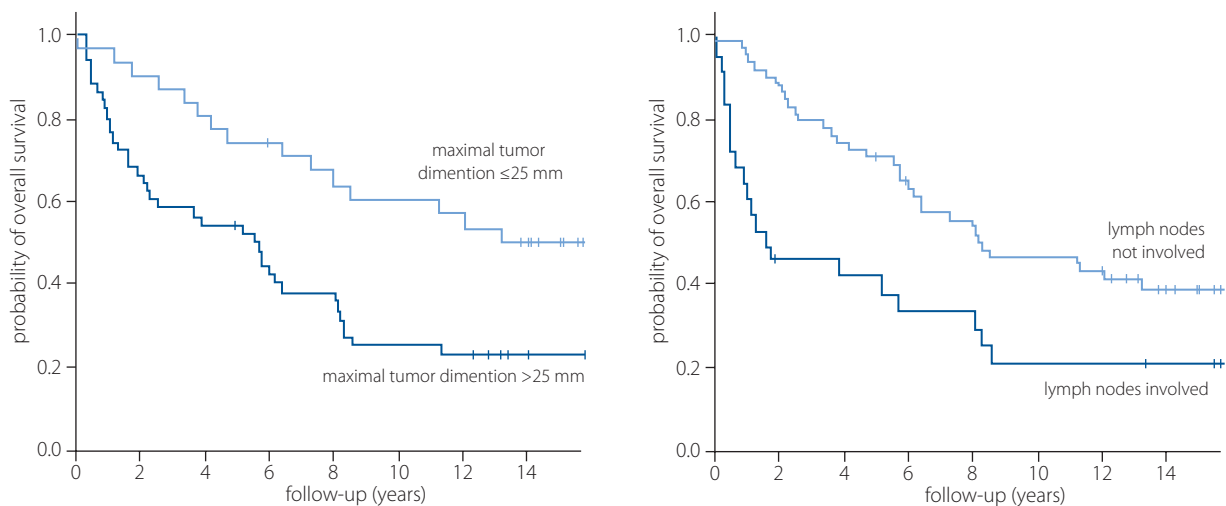 1.0
0.8
0.6
0.4
0.2
0.0
probability of overall survival
maximal tumor
dimention ≤25 mm
maximal tumor dimention >25 mm
0 2 4 6 8 10 12 14
follow-up (years)
1.0
0.8
0.6
0.4
0.2
0.0
probability of overall survival
lymph nodes
not involved
lymph nodes involved
0 2 4 6 8 10 12 14
follow-up (years)